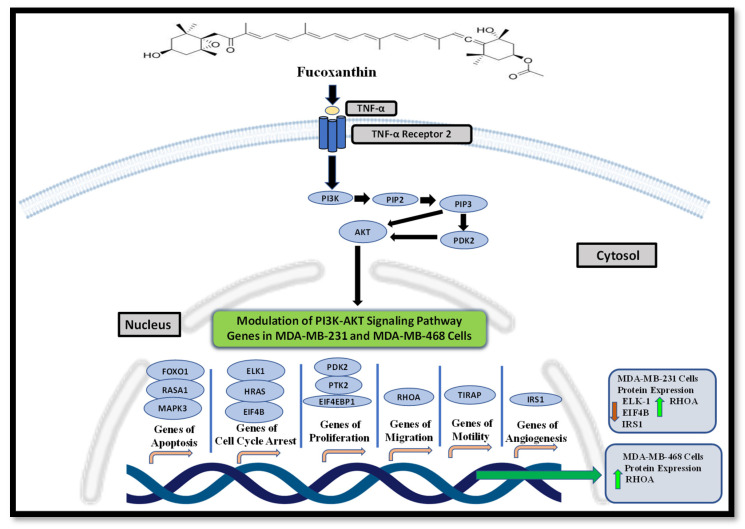 HO
O
O
C
HO
O
O
Fucoxanthin
TNF-α
TNF-α Receptor 2
PI3K
PIP2
PIP3
AKT
PDK2
Cytosol
Nucleus
Modulation of PI3K-AKT Signaling Pathway
Genes in MDA-MB-231 and MDA-MB-468 Cells
FOXO1
RASA1
MAPK3
Genes of
Apoptosis
ELK1
HRAS
EIF4B
Genes of
Cell Cycle Arrest
PDK2
PTK2
EIF4EBP1
Genes of
Proliferation
RHOA
Genes of
Migration
TIRAP
Genes of
Motility
IRS1
Genes of
Angiogenesis
MDA-MB-231 Cells
Protein Expression
ELK-1 RHOA
EIF4B
IRS1
MDA-MB-468 Cells
Protein Expression
RHOA